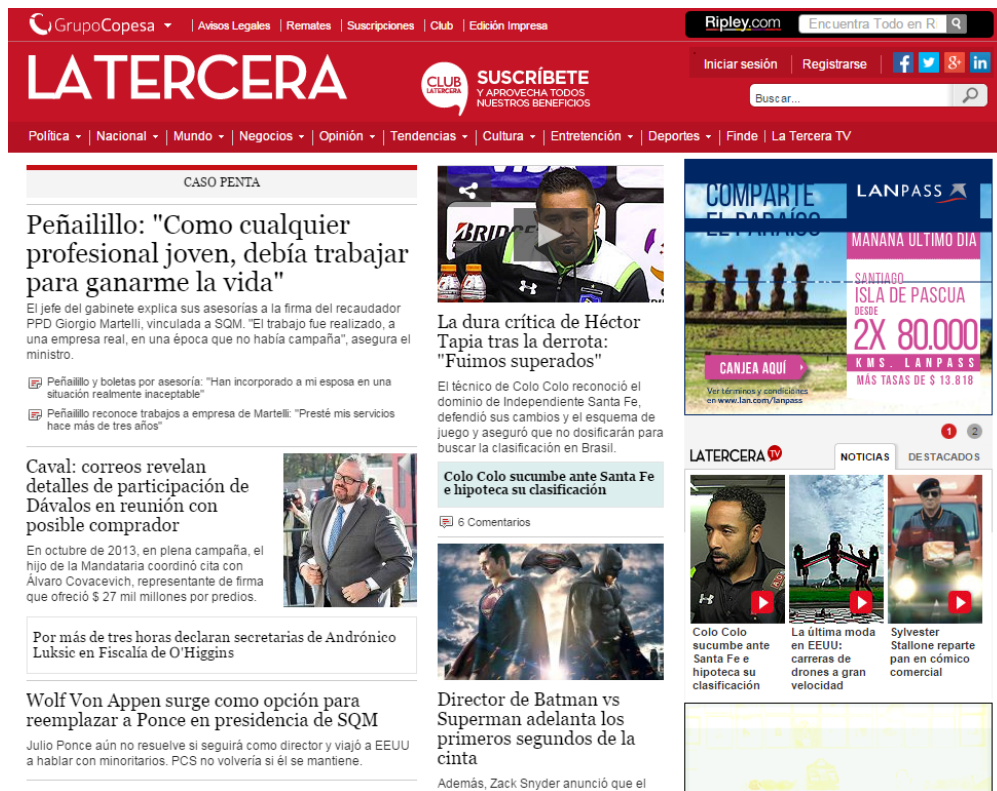 GrupoCopesa
Avisos Legales
Remates
Suscripciones
Club
Edición Impresa
Ripley.com
Encuentra Todo en R
LA TERCERA
CLUB
LATERCERA
SUSCRÍBETE
Y APROVECHA TODOS
NUESTROS BENEFICIOS
Iniciar sesión
Registrarse
Buscar...
Política
Nacional
Mundo
Negocios
Opinión
Tendencias
Cultura
Entretención
Deportes
Finde
La Tercera TV
CASO PENTA
Peñailillo: "Como cualquier
profesional joven, debía trabajar
para ganarme la vida"
El jefe del gabinete explica sus asesorías a la firma del recaudador
PPD Giorgio Martelli, vinculada a SQM. "El trabajo fue realizado, a
una empresa real, en una época que no había campaña", asegura el
ministro.
Peñailillo y boletas por asesoría: "Han incorporado a mi esposa en una
situación realmente inaceptable"
Peñailillo reconoce trabajos a empresa de Martelli: "Presté mis servicios
hace más de tres años"
Caval: correos revelan
detalles de participación de
Dávalos en reunión con
posible comprador
En octubre de 2013, en plena campaña, el
hijo de la Mandataria coordinó cita con
Álvaro Covacevich, representante de firma
que ofreció $ 27 mil millones por predios.
Por más de tres horas declaran secretarias de Andrónico
Luksic en Fiscalía de O'Higgins
Wolf Von Appen surge como opción para
reemplazar a Ponce en presidencia de SQM
Julio Ponce aún no resuelve si seguirá como director y viajó a EEUU
a hablar con minoritarios. PCS no volvería si él se mantiene.
BRIDGE
La dura crítica de Héctor
Tapia tras la derrota:
"Fuimos superados"
El técnico de Colo Colo reconoció el
dominio de Independiente Santa Fe,
defendió sus cambios y el esquema de
juego y aseguró que no dosificarán para
buscar la clasificación en Brasil.
Colo Colo sucumbe ante Santa Fe
e hipoteca su clasificación
6 Comentarios
Director de Batman vs
Superman adelanta los
primeros segundos de la
cinta
Además, Zack Snyder anunció que el
COMPARTE
EL PARAÍSO
LANPASS
MAÑANA ÚLTIMO DÍA
SANTIAGO
ISLA DE PASCUA
DESDE
2X 80.000
KMS. LANPASS
MÁS TASAS DE $ 13.818
CANJEA AQUÍ
Ver términos y condiciones
en www.lan.com/lanpass
1
2
LATERCERA TV
NOTICIAS
DESTACADOS
Colo Colo
sucumbe ante
Santa Fe e
hipoteca su
clasificación
La última moda
en EEUU:
carreras de
drones a gran
velocidad
Sylvester
Stallone reparte
pan en cómico
comercial